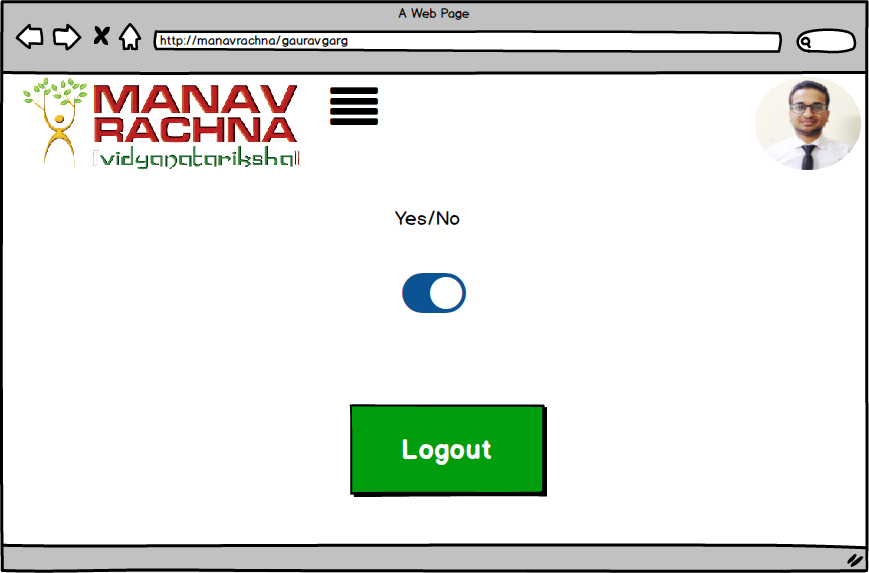 A Web Page
http://manavrachna/gauravgarg
MANAV
RACHNA
[vidyanatariksha]
Yes/No
Logout